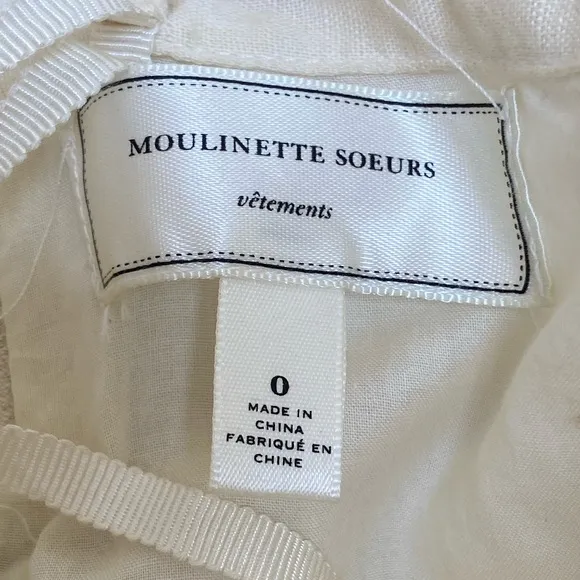 MOULINETTE SOEURS
vêtements
0
MADE IN
CHINA
FABRIQUÉ EN
CHINE